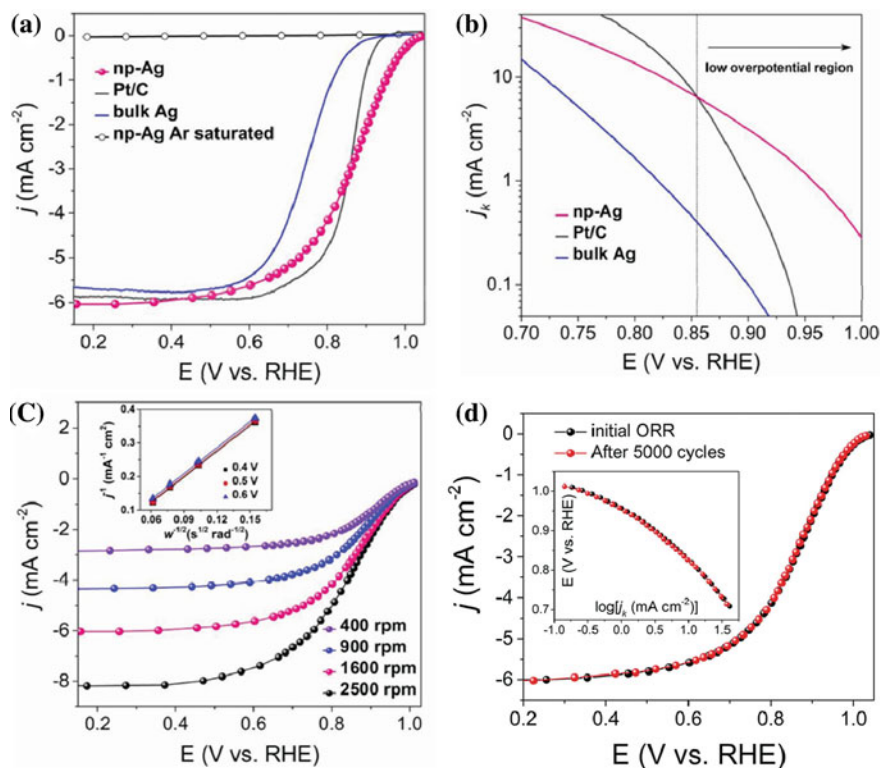 (a)
0
-1
-2
-3
-4
-5
-6
j (mA cm-2)
np-Ag
Pt/C
bulk Ag
np-Ag Ar saturated
0.2 0.4 0.6 0.8 1.0
E (V vs. RHE)
(b)
10
1
0.1
jk (mA cm-2)
low overpotential region
np-Ag
Pt/C
bulk Ag
0.70 0.75 0.80 0.85 0.90 0.95 1.00
E (V vs. RHE)
(C)
2
0
-2
-4
-6
-8
j (mA cm-2)
0.4
0.3
0.2
0.1
j-1 (mA-1 cm2)
0.4 V
0.5 V
0.6 V
0.06 0.09 0.12 0.15
w-1/2(s1/2 rad-1/2)
400 rpm
900 rpm
1600 rpm
2500 rpm
0.2 0.4 0.6 0.8 1.0
E (V vs. RHE)
(d)
initial ORR
After 5000 cycles
0
-1
-2
-3
-4
-5
-6
j (mA cm-2)
1.0
0.9
0.8
0.7
E (V vs. RHE)
log[jk (mA cm-2)]
-1.0 -0.5 0.0 0.5 1.0 1.5
0.2 0.4 0.6 0.8 1.0
E (V vs. RHE)